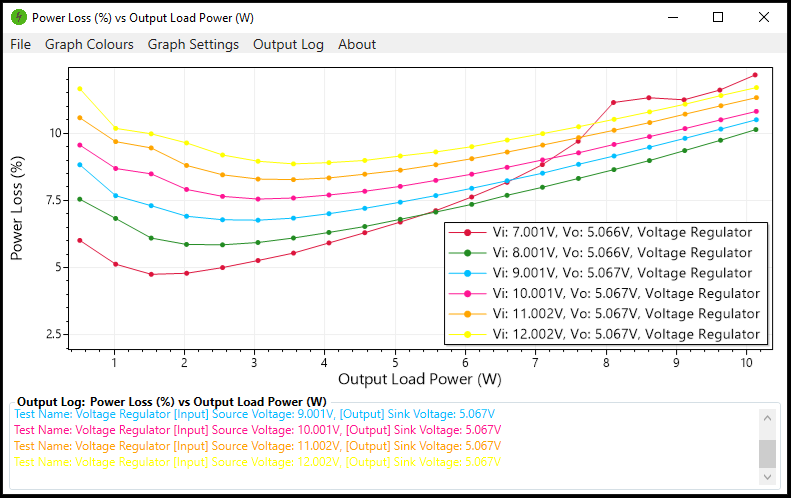 Power Loss (%) vs Output Load Power (W)
File Graph Colours Graph Settings Output Log About
Power Loss (%)
10
7.5
5
2.5
Vi: 7.001V, Vo: 5.066V, Voltage Regulator
Vi: 8.001V, Vo: 5.066V, Voltage Regulator
Vi: 9.001V, Vo: 5.067V, Voltage Regulator
Vi: 10.001V, Vo: 5.067V, Voltage Regulator
Vi: 11.002V, Vo: 5.067V, Voltage Regulator
Vi: 12.002V, Vo: 5.067V, Voltage Regulator
1 2 3 4 5 6 7 8 9 10
Output Load Power (W)
Output Log: Power Loss (%) vs Output Load Power (W)
Test Name: Voltage Regulator [Input] Source Voltage: 9.001V, [Output] Sink Voltage: 5.067V
Test Name: Voltage Regulator [Input] Source Voltage: 10.001V, [Output] Sink Voltage: 5.067V
Test Name: Voltage Regulator [Input] Source Voltage: 11.002V, [Output] Sink Voltage: 5.067V
Test Name: Voltage Regulator [Input] Source Voltage: 12.002V, [Output] Sink Voltage: 5.067V